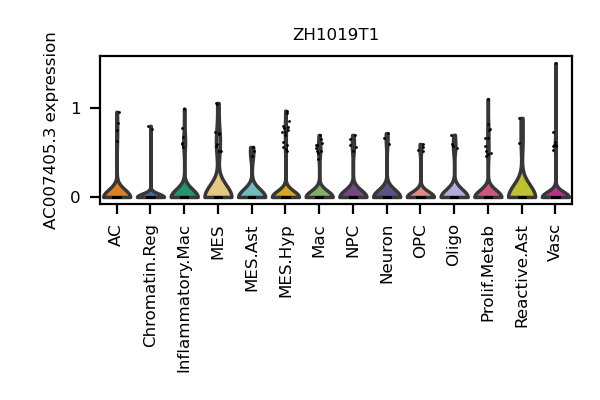 ZH1019T1
AC007405.3 expression
1
0
AC
Chromatin.Reg
Inflammatory.Mac
MES
MES.Ast
MES.Hyp
Mac
NPC
Neuron
OPC
Oligo
Prolif.Metab
Reactive.Ast
Vasc